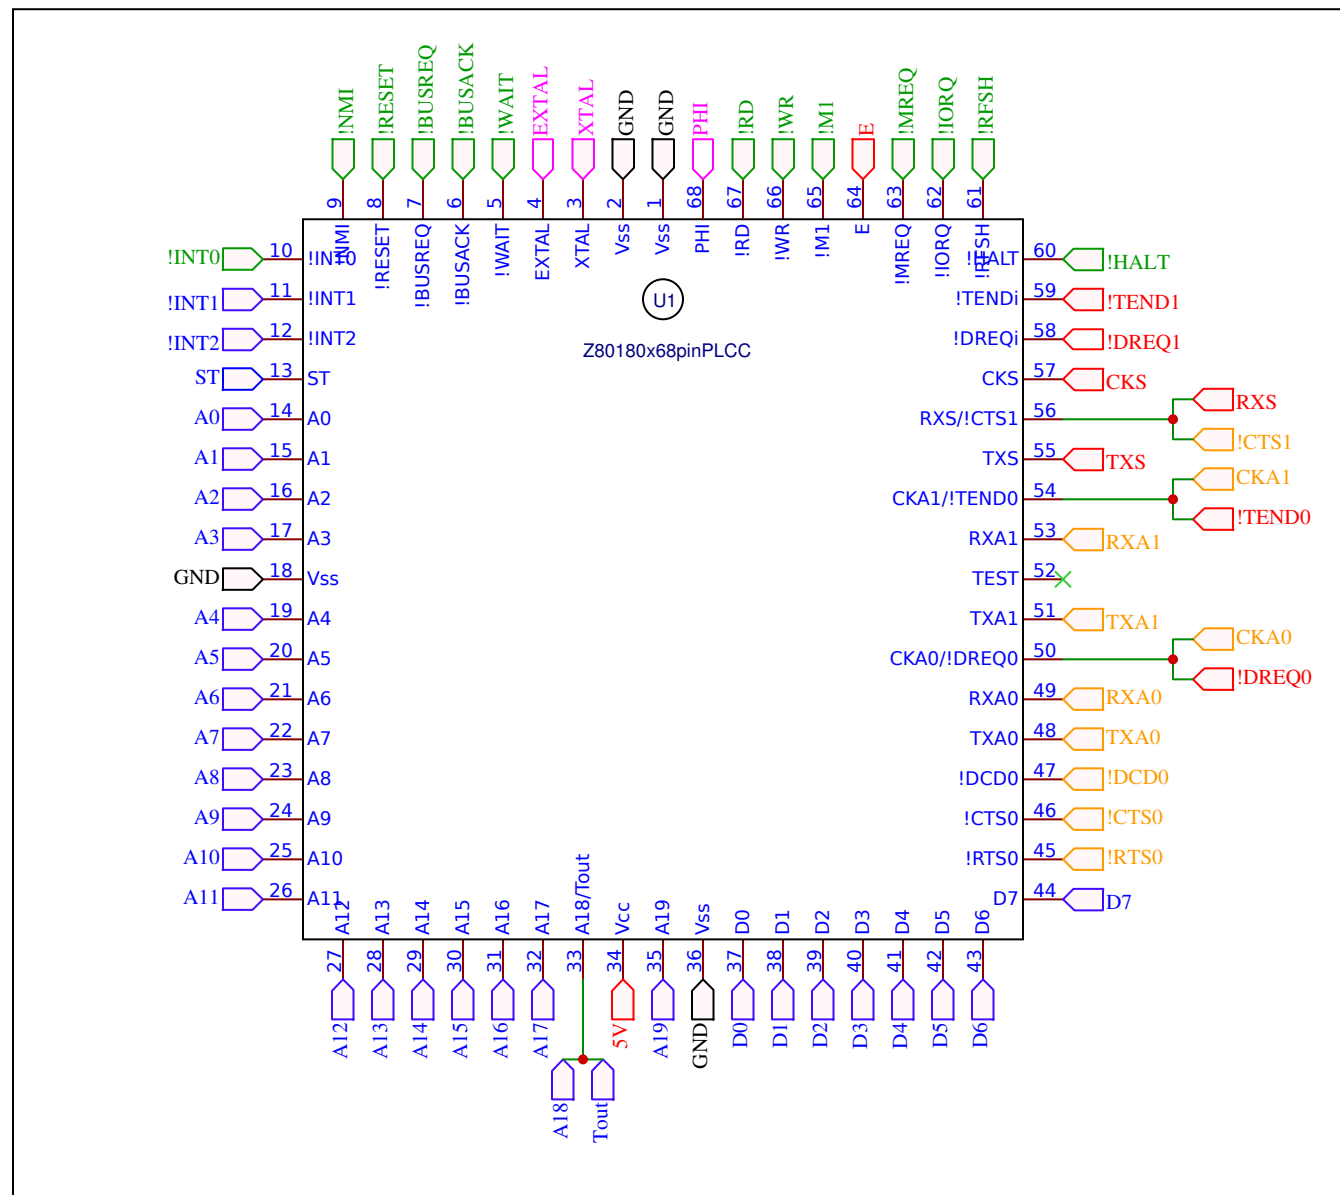 !NMI !RESET !BUSREQ !BUSACK !WAIT EXTAL XTAL GND GND PHI !RD !WR !M1 E !MREQ !IORQ !RFSH
9 8 7 6 5 4 3 2 1 68 67 66 65 64 63 62 61
!NMI !RESET !BUSREQ !BUSACK !WAIT EXTAL XTAL Vss Vss PHI !RD !WR !M1 E !MREQ !IORQ !RFSH
!INT0 10 !INT0 !HALT 60 !HALT
!INT1 11 !INT1 U1 !TENDi 59 !TEND1
!INT2 12 !INT2 !DREQi 58 !DREQ1
Z80180x68pinPLCC
ST 13 ST CKS 57 CKS
RXS
A0 14 A0 RXS/!CTS1 56
!CTS1
A1 15 A1 TXS 55 TXS
CKA1
A2 16 A2 CKA1/!TEND0 54
!TEND0
A3 17 A3 RXA1 53 RXA1
GND 18 Vss TEST 52
A4 19 A4 TXA1 51 TXA1
CKA0
A5 20 A5 CKA0/!DREQ0 50
!DREQ0
A6 21 A6 RXA0 49 RXA0
A7 22 A7 TXA0 48 TXA0
A8 23 A8 !DCD0 47 !DCD0
A9 24 A9 !CTS0 46 !CTS0
A10 25 A10 !RTS0 45 !RTS0
A11 26 A11 D7 44 D7
A12 A13 A14 A15 A16 A17 A18/Tout Vcc A19 Vss D0 D1 D2 D3 D4 D5 D6
27 28 29 30 31 32 33 34 35 36 37 38 39 40 41 42 43
A12 A13 A14 A15 A16 A17 5V A19 GND D0 D1 D2 D3 D4 D5 D6
A18 Tout